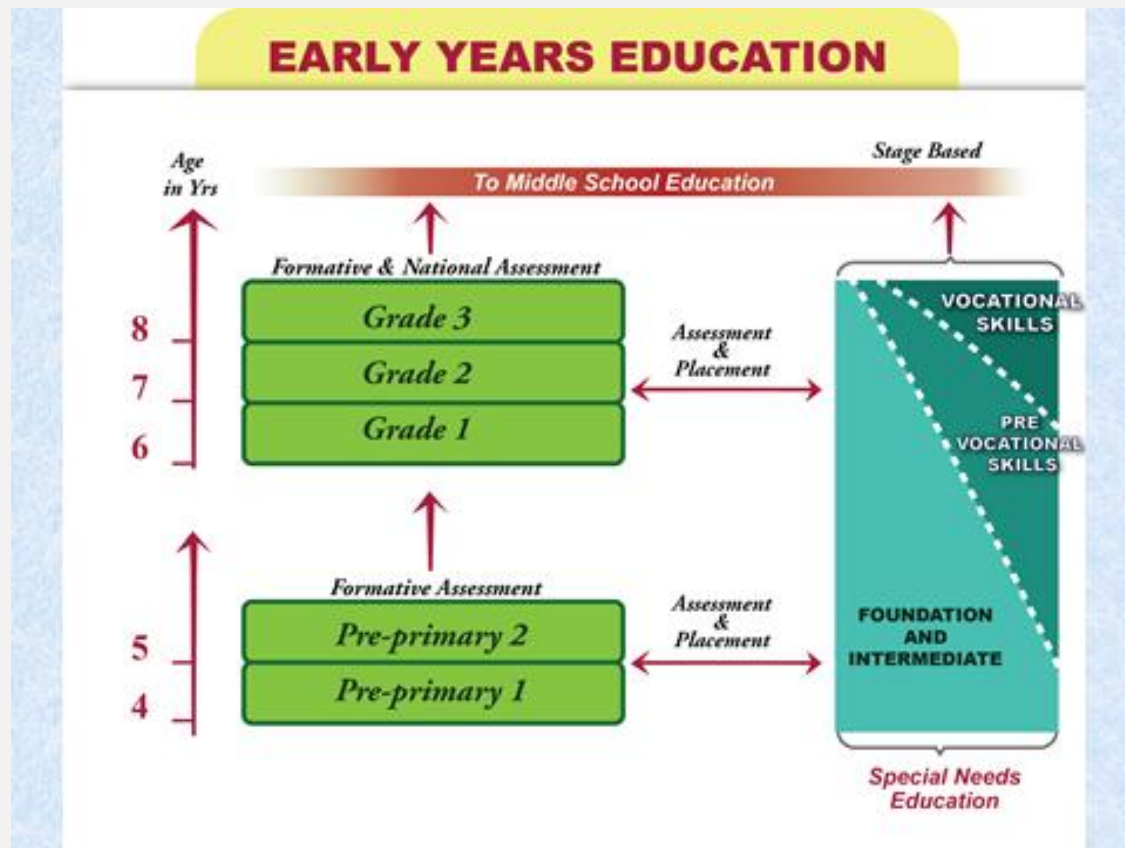 EARLY YEARS EDUCATION
Age
in Yrs
Stage Based
To Middle School Education
Formative & National Assessment
8
Grade 3
7
Grade 2
6
Grade 1
Assessment
&
Placement
VOCATIONAL
SKILLS
PRE
VOCATIONAL
SKILLS
Formative Assessment
5
Pre-primary 2
4
Pre-primary 1
Assessment
&
Placement
FOUNDATION
AND
INTERMEDIATE
Special Needs
Education